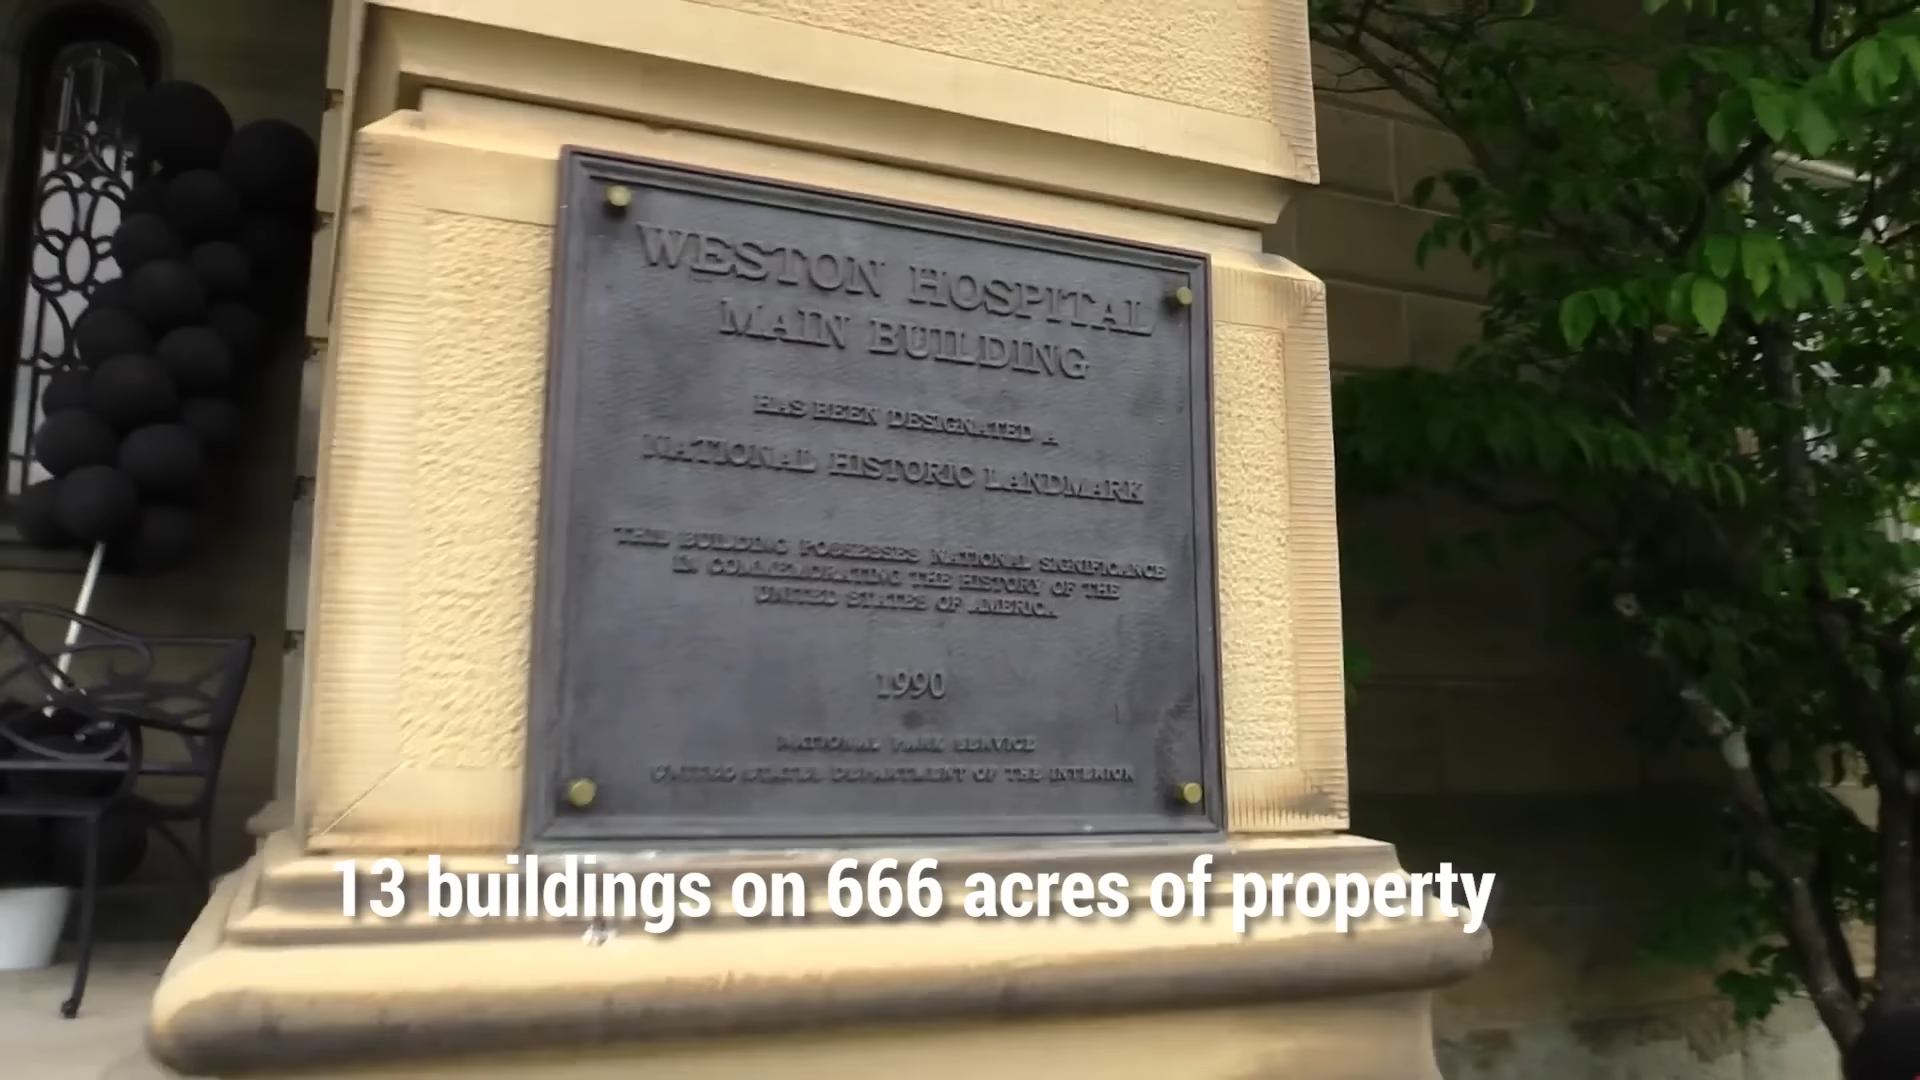 WESTON HOSPITAL
MAIN BUILDING
HAS BEEN DESIGNATED A
NATIONAL HISTORIC LANDMARK
THIS BUILDING POSSESSES NATIONAL SIGNIFICANCE
IN COMMEMORATING THE HISTORY OF THE
UNITED STATES OF AMERICA
1990
NATIONAL PARK SERVICE
UNITED STATES DEPARTMENT OF THE INTERIOR
13 buildings on 666 acres of property